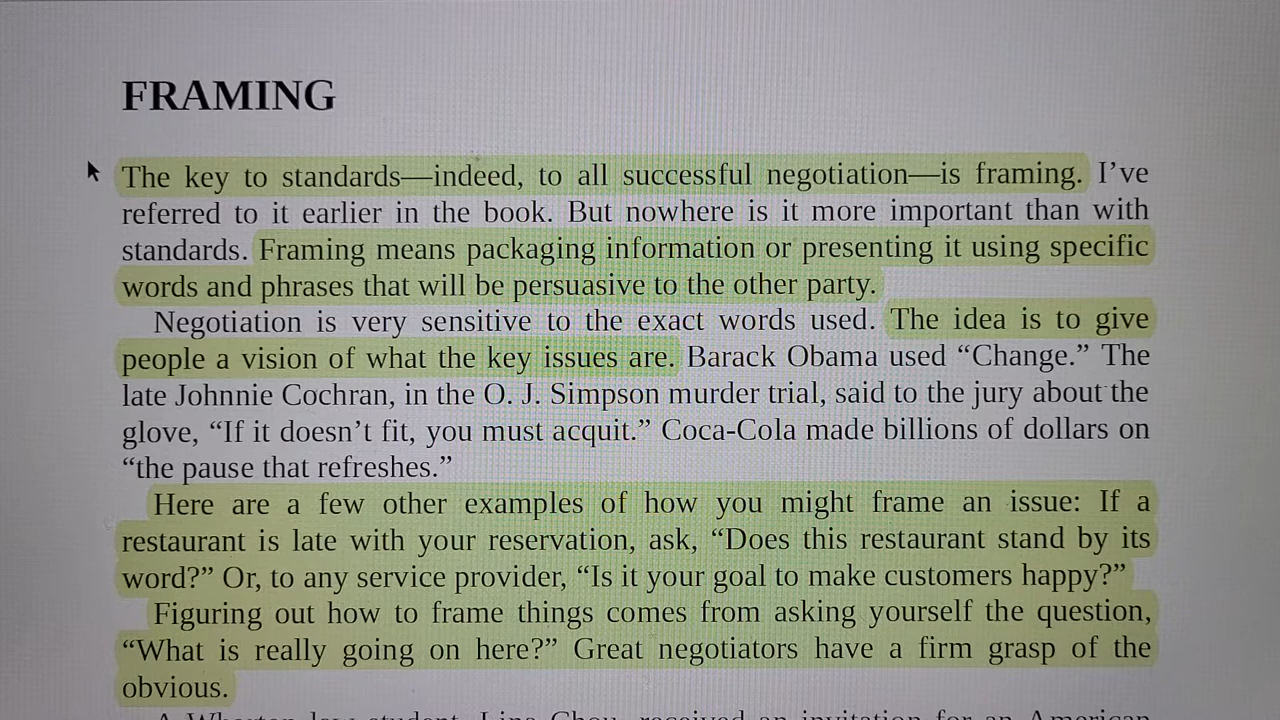 FRAMING
The key to standards—indeed, to all successful negotiation—is framing. I’ve
referred to it earlier in the book. But nowhere is it more important than with
standards. Framing means packaging information or presenting it using specific
words and phrases that will be persuasive to the other party.
Negotiation is very sensitive to the exact words used. The idea is to give
people a vision of what the key issues are. Barack Obama used “Change.” The
late Johnnie Cochran, in the O. J. Simpson murder trial, said to the jury about the
glove, “If it doesn’t fit, you must acquit.” Coca-Cola made billions of dollars on
“the pause that refreshes.”
Here are a few other examples of how you might frame an issue: If a
restaurant is late with your reservation, ask, “Does this restaurant stand by its
word?” Or, to any service provider, “Is it your goal to make customers happy?”
Figuring out how to frame things comes from asking yourself the question,
“What is really going on here?” Great negotiators have a firm grasp of the
obvious.
A Wharton law student, received an invitation for an American